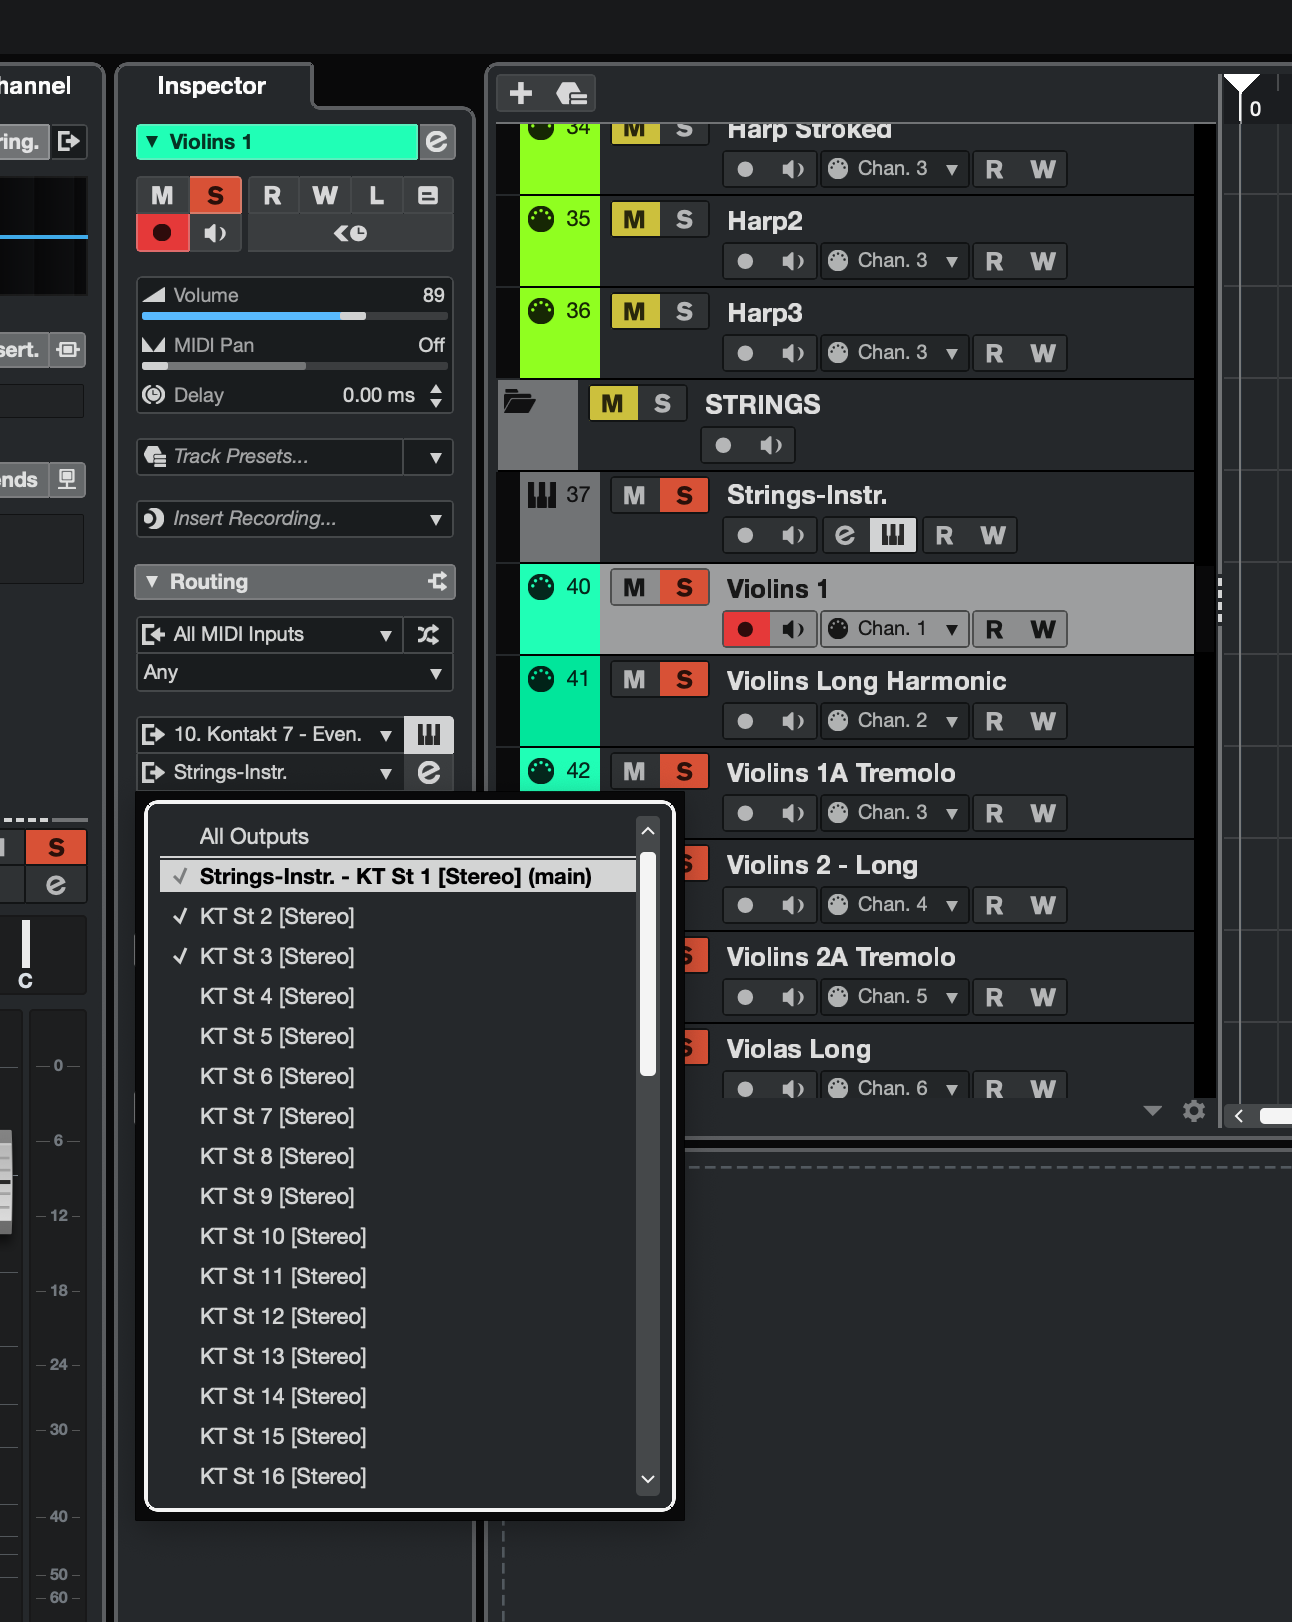 hannel
Inspector
ring.
Violins 1
e
M S R W L
Volume 89
MIDI Pan Off
Delay 0.00 ms
Track Presets...
Insert Recording...
Routing
All MIDI Inputs
Any
10. Kontakt 7 - Even.
Strings-Instr.
e
sert.
ends
S
e
C
0
6
12
18
24
30
40
50
60
All Outputs
Strings-Instr. - KT St 1 [Stereo] (main)
KT St 2 [Stereo]
KT St 3 [Stereo]
KT St 4 [Stereo]
KT St 5 [Stereo]
KT St 6 [Stereo]
KT St 7 [Stereo]
KT St 8 [Stereo]
KT St 9 [Stereo]
KT St 10 [Stereo]
KT St 11 [Stereo]
KT St 12 [Stereo]
KT St 13 [Stereo]
KT St 14 [Stereo]
KT St 15 [Stereo]
KT St 16 [Stereo]
0
34 M S Harp Stroked
Chan. 3 R W
35 M S Harp2
Chan. 3 R W
36 M S Harp3
Chan. 3 R W
M S STRINGS
37 M S Strings-Instr.
e R W
40 M S Violins 1
Chan. 1 R W
41 M S Violins Long Harmonic
Chan. 2 R W
42 M S Violins 1A Tremolo
Chan. 3 R W
S Violins 2 - Long
Chan. 4 R W
S Violins 2A Tremolo
Chan. 5 R W
S Violas Long
Chan. 6 R W